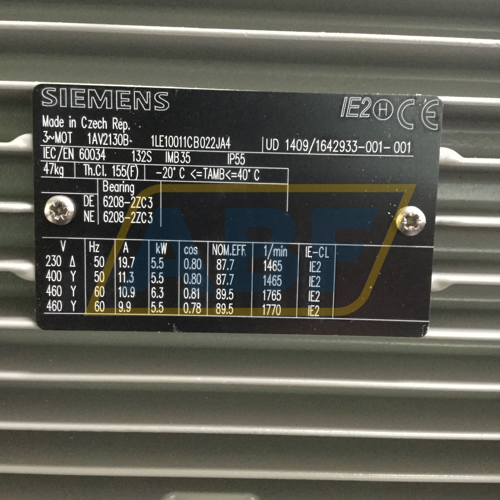 SIEMENS IE2 H CE
Made in Czech Rep.
3~MOT 1AV2130B- 1LE10011CB022JA4 UD 1409/1642933-001-001
IEC/EN 60034 132S IMB35 IP55
47kg Th.Cl. 155(F) -20°C <=TAMB<=40°C
Bearing
DE 6208-2ZC3
NE 6208-2ZC3
V Hz A kW cos NOM.EFF 1/min IE-CL
230 Δ 50 19.7 5.5 0.80 87.7 1465 IE2
400 Y 50 11.3 5.5 0.80 87.7 1465 IE2
460 Y 60 10.9 6.3 0.81 89.5 1765 IE2
460 Y 60 9.9 5.5 0.78 89.5 1770 IE2
ABF